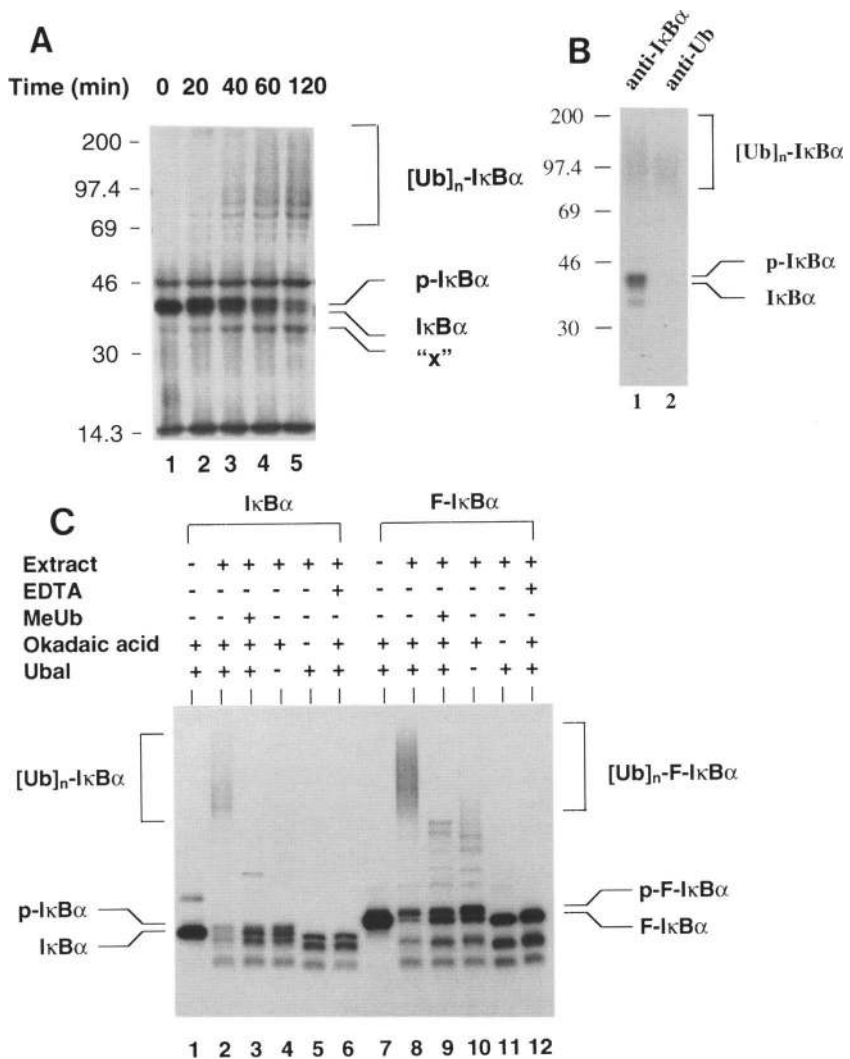 A
Time (min) 0 20 40 60 120
200
97.4
69
46
30
14.3
[Ub]n-IκBα
p-IκBα
IκBα
“x”
1 2 3 4 5
B
anti-IκBα
anti-Ub
200
97.4
69
46
30
[Ub]n-IκBα
p-IκBα
IκBα
1 2
C
IκBα F-IκBα
Extract - + + + + + - + + + + +
EDTA - - - - - + - - - - - +
MeUb - - + - - - - - + - - -
Okadaic acid + + + + - + + + + + - +
Ubal + + + - + + + + + - + +
[Ub]n-IκBα
p-IκBα
IκBα
[Ub]n-F-IκBα
p-F-IκBα
F-IκBα
1 2 3 4 5 6 7 8 9 10 11 12